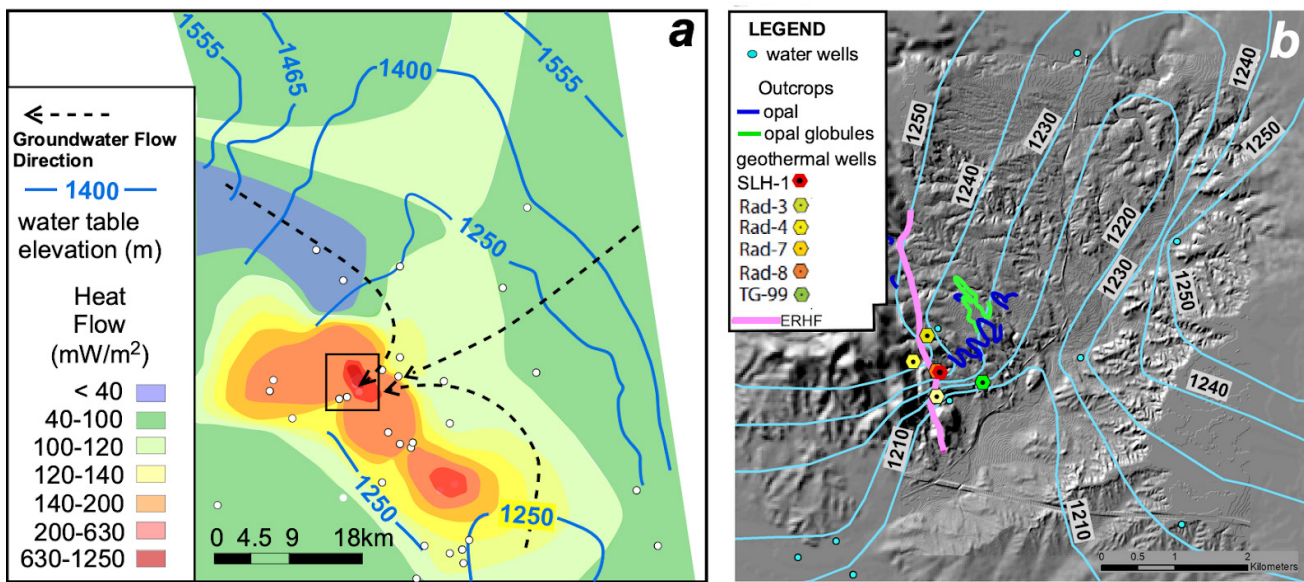 a
1555
1465
1400
1555
1250
1250
1250
Groundwater Flow
Direction
1400
water table
elevation (m)
Heat
Flow
(mW/m²)
< 40
40-100
100-120
120-140
140-200
200-630
630-1250
0 4.5 9 18km
b
LEGEND
water wells
Outcrops
opal
opal globules
geothermal wells
SLH-1
Rad-3
Rad-4
Rad-7
Rad-8
TG-99
ERHF
1250
1240
1230
1220
1230
1240
1250
1250
1240
1210
1210
1210
0 0.5 1 2
Kilometers